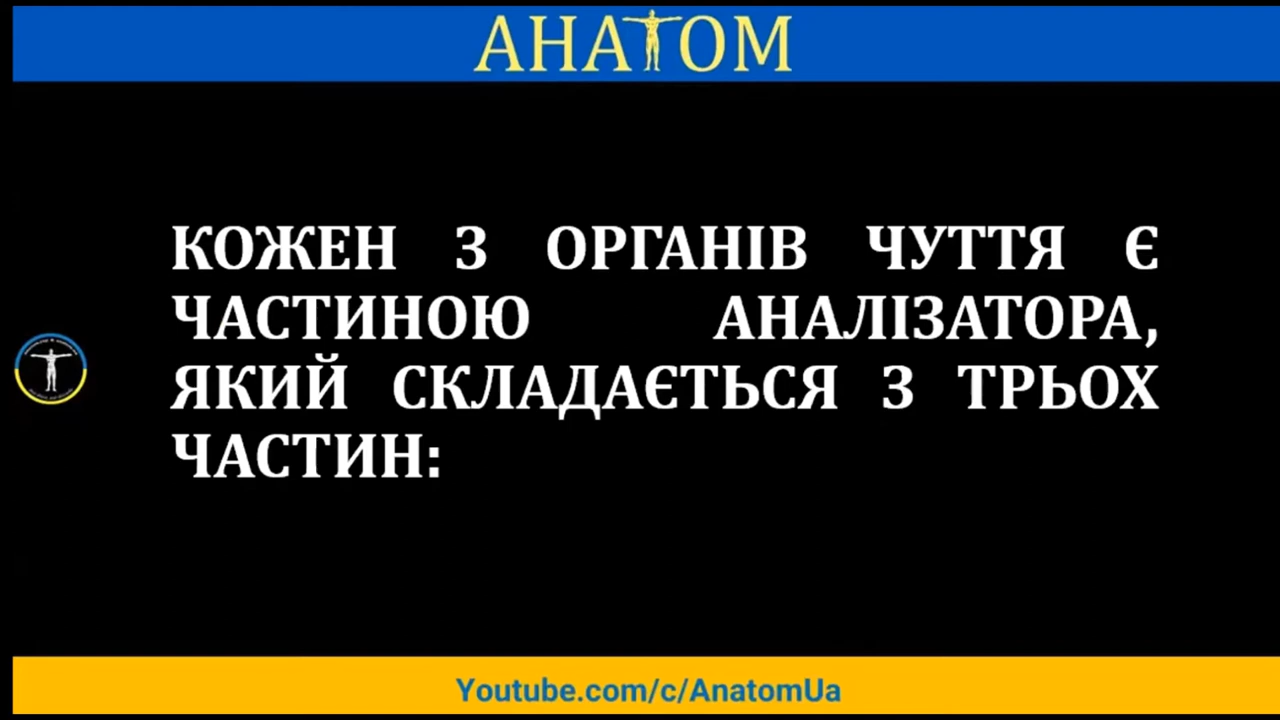 АНАТОМ
КОЖЕН З ОРГАНІВ ЧУТТЯ Є
ЧАСТИНОЮ АНАЛІЗАТОРА,
ЯКИЙ СКЛАДАЄТЬСЯ З ТРЬОХ
ЧАСТИН:
Youtube.com/c/AnatomUa